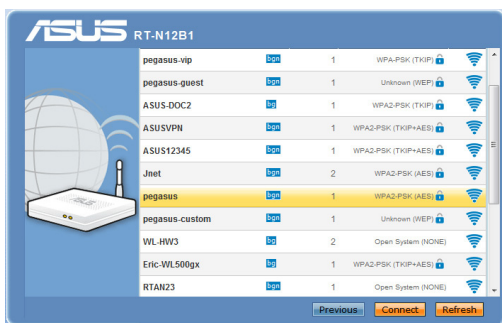 ASUS RT-N12B1
pegasus-vip bgn 1 WPA-PSK (TKIP)
pegasus-guest bgn 1 Unknown (WEP)
ASUS-DOC2 bg 1 WPA2-PSK (TKIP)
ASUSVPN bgn 1 WPA2-PSK (TKIP+AES)
ASUS12345 bgn 1 WPA2-PSK (TKIP+AES)
Jnet bgn 2 WPA2-PSK (AES)
pegasus bgn 1 WPA2-PSK (AES)
pegasus-custom bgn 1 Unknown (WEP)
WL-HW3 bg 2 Open System (NONE)
Eric-WL500gx bg 1 WPA2-PSK (TKIP+AES)
RTAN23 bgn 1 Open System (NONE)
Previous Connect Refresh